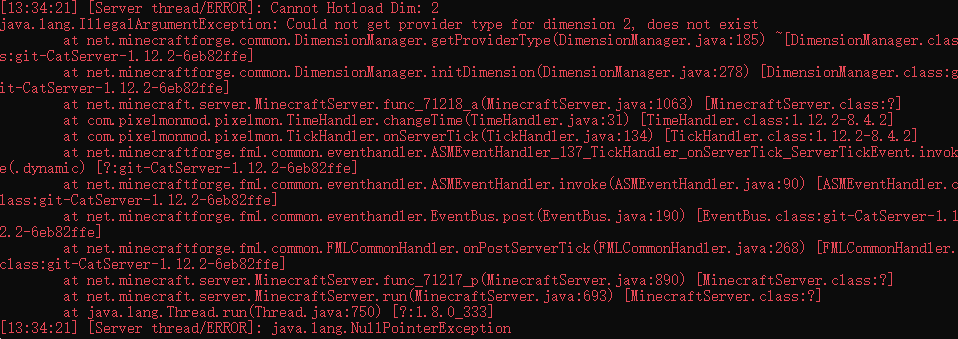 [13:34:21] [Server thread/ERROR]: Cannot Hotload Dim: 2
java.lang.IllegalArgumentException: Could not get provider type for dimension 2, does not exist
at net.minecraftforge.common.DimensionManager.getProviderType(DimensionManager.java:185) ~[DimensionManager.clas
s:git-CatServer-1.12.2-6eb82ffe]
at net.minecraftforge.common.DimensionManager.initDimension(DimensionManager.java:278) [DimensionManager.class:g
it-CatServer-1.12.2-6eb82ffe]
at net.minecraft.server.MinecraftServer.func_71218_a(MinecraftServer.java:1063) [MinecraftServer.class:?]
at com.pixelmonmod.pixelmon.TimeHandler.changeTime(TimeHandler.java:31) [TimeHandler.class:1.12.2-8.4.2]
at com.pixelmonmod.pixelmon.TickHandler.onServerTick(TickHandler.java:134) [TickHandler.class:1.12.2-8.4.2]
at net.minecraftforge.fml.common.eventhandler.ASMEventHandler_137_TickHandler_onServerTick_ServerTickEvent.invok
e(.dynamic) [?:git-CatServer-1.12.2-6eb82ffe]
at net.minecraftforge.fml.common.eventhandler.ASMEventHandler.invoke(ASMEventHandler.java:90) [ASMEventHandler.c
lass:git-CatServer-1.12.2-6eb82ffe]
at net.minecraftforge.fml.common.eventhandler.EventBus.post(EventBus.java:190) [EventBus.class:git-CatServer-1.1
2.2-6eb82ffe]
at net.minecraftforge.fml.common.FMLCommonHandler.onPostServerTick(FMLCommonHandler.java:268) [FMLCommonHandler.
class:git-CatServer-1.12.2-6eb82ffe]
at net.minecraft.server.MinecraftServer.func_71217_p(MinecraftServer.java:890) [MinecraftServer.class:?]
at net.minecraft.server.MinecraftServer.run(MinecraftServer.java:693) [MinecraftServer.class:?]
at java.lang.Thread.run(Thread.java:750) [?:1.8.0_333]
[13:34:21] [Server thread/ERROR]: java.lang.NullPointerException